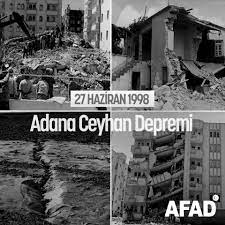 27 HAZİRAN 1998
Adana Ceyhan Depremi
AFAD